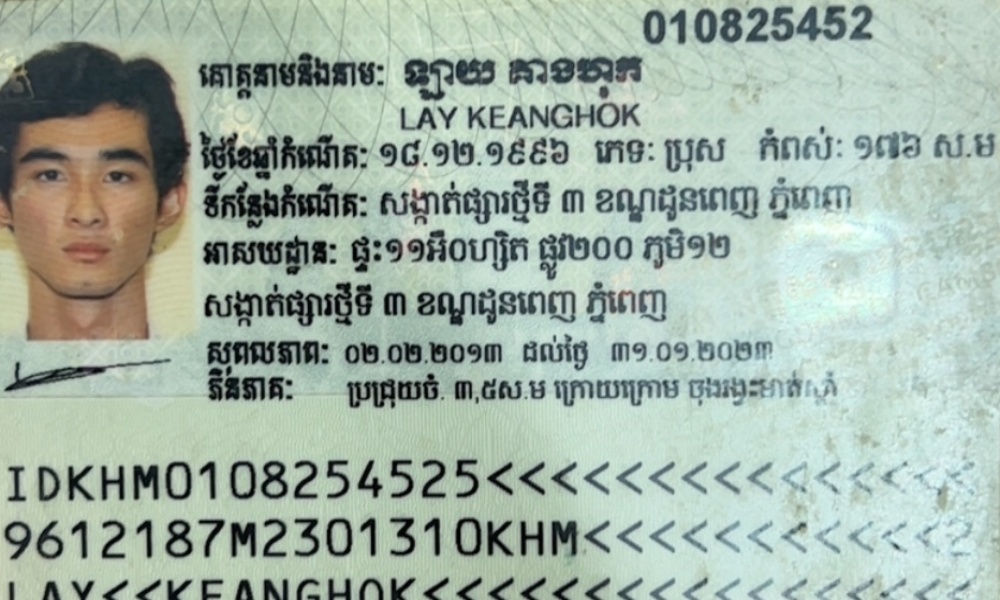 010825452
គោត្តនាមនិងនាម: ឡាយ គាងហុក
LAY KEANGHOK
ថ្ងៃខែឆ្នាំកំណើត: ១៨.១២.១៩៩៦ ភេទ: ប្រុស កំពស់: ១៧៦ ស.ម
ទីកន្លែងកំណើត: សង្កាត់ផ្សារថ្មីទី ៣ ខណ្ឌដូនពេញ ភ្នំពេញ
អាសយដ្ឋាន: ផ្ទះ១១អឺ០ហ្សិត ផ្លូវ២០០ ភូមិ១២
សង្កាត់ផ្សារថ្មីទី ៣ ខណ្ឌដូនពេញ ភ្នំពេញ
សុពលភាព: ០២.០២.២០១៣ ដល់ថ្ងៃ ៣១.០១.២០២៣
ភិនភាគ: ប្រជ្រុយចំ. ៣,៥ស.ម ក្រោយក្រោម ចុងរង្វះមាត់ស្តាំ
IDKHM0108254525<<<<<<<<<<<<<<<
9612187M2301310KHM<<<<<<<<<<<2
LAY<<KEANGHOK<<<<<<<<<<<<<<<<<